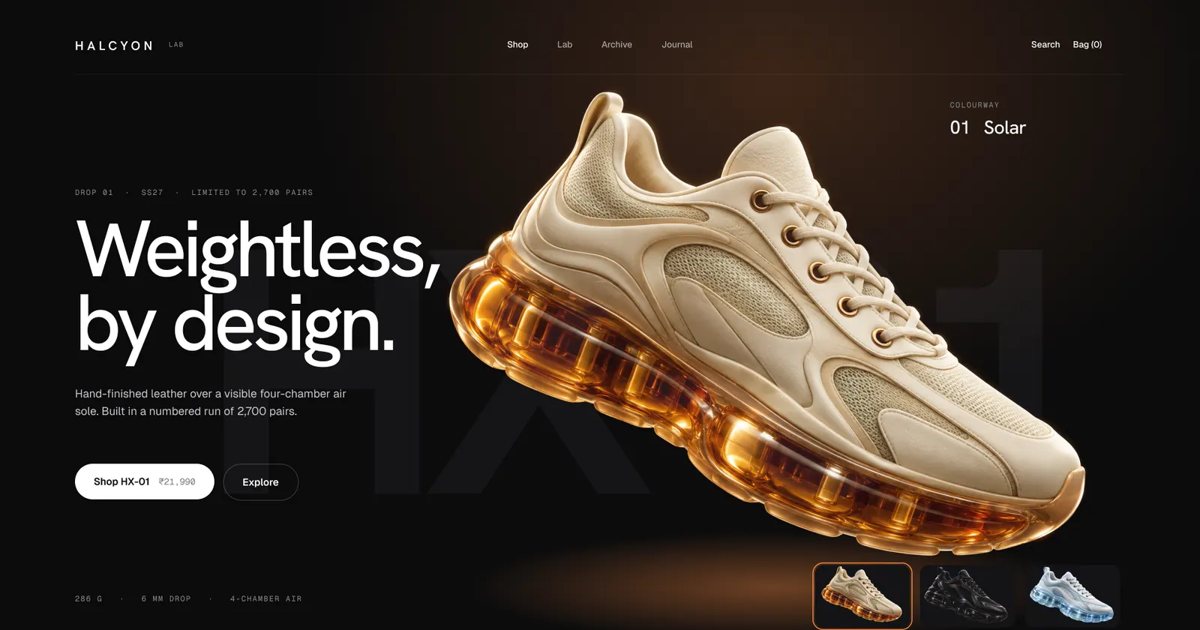 HALCYON LAB
Shop Lab Archive Journal
Search Bag (0)
COLOURWAY
01 Solar
DROP 01 · SS27 · LIMITED TO 2,700 PAIRS
Weightless,
by design.
Hand-finished leather over a visible four-chamber air
sole. Built in a numbered run of 2,700 pairs.
Shop HX-01 ₹21,990
Explore
286 G · 6 MM DROP · 4-CHAMBER AIR